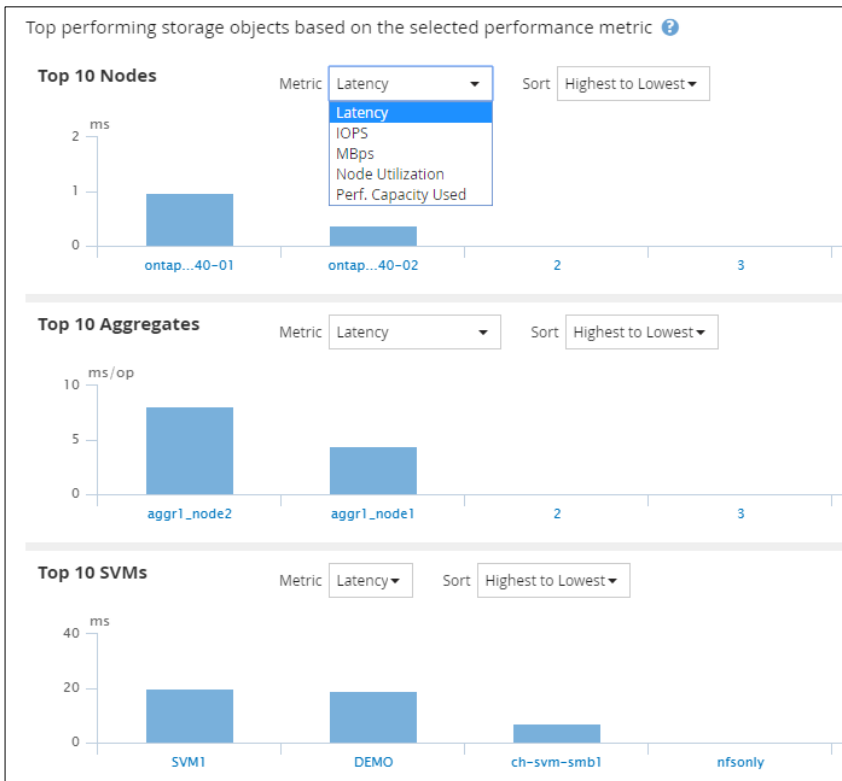 Top performing storage objects based on the selected performance metric ?
Top 10 Nodes Metric Latency Sort Highest to Lowest
Latency
IOPS
MBps
Node Utilization
Perf. Capacity Used
ms
2
1
0
ontap...40-01 ontap...40-02 2 3
Top 10 Aggregates Metric Latency Sort Highest to Lowest
ms/op
10
5
0
aggr1_node2 aggr1_node1 2 3
Top 10 SVMs Metric Latency Sort Highest to Lowest
ms
40
20
0
SVM1 DEMO ch-svm-smb1 nfsonly